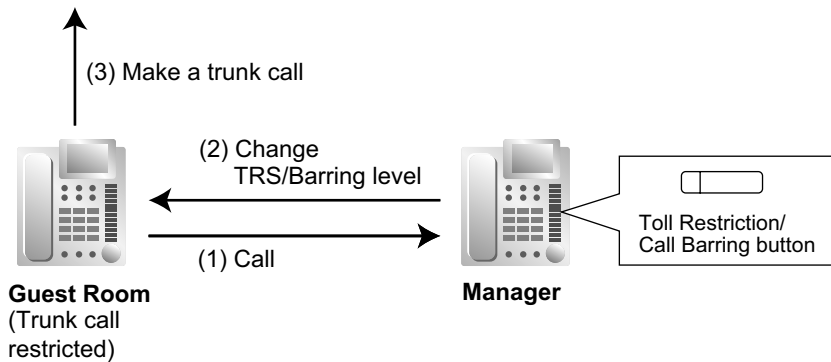 (3) Make a trunk call
(2) Change
TRS/Barring level
(1) Call
Toll Restriction/
Call Barring button
Guest Room
(Trunk call
restricted)
Manager